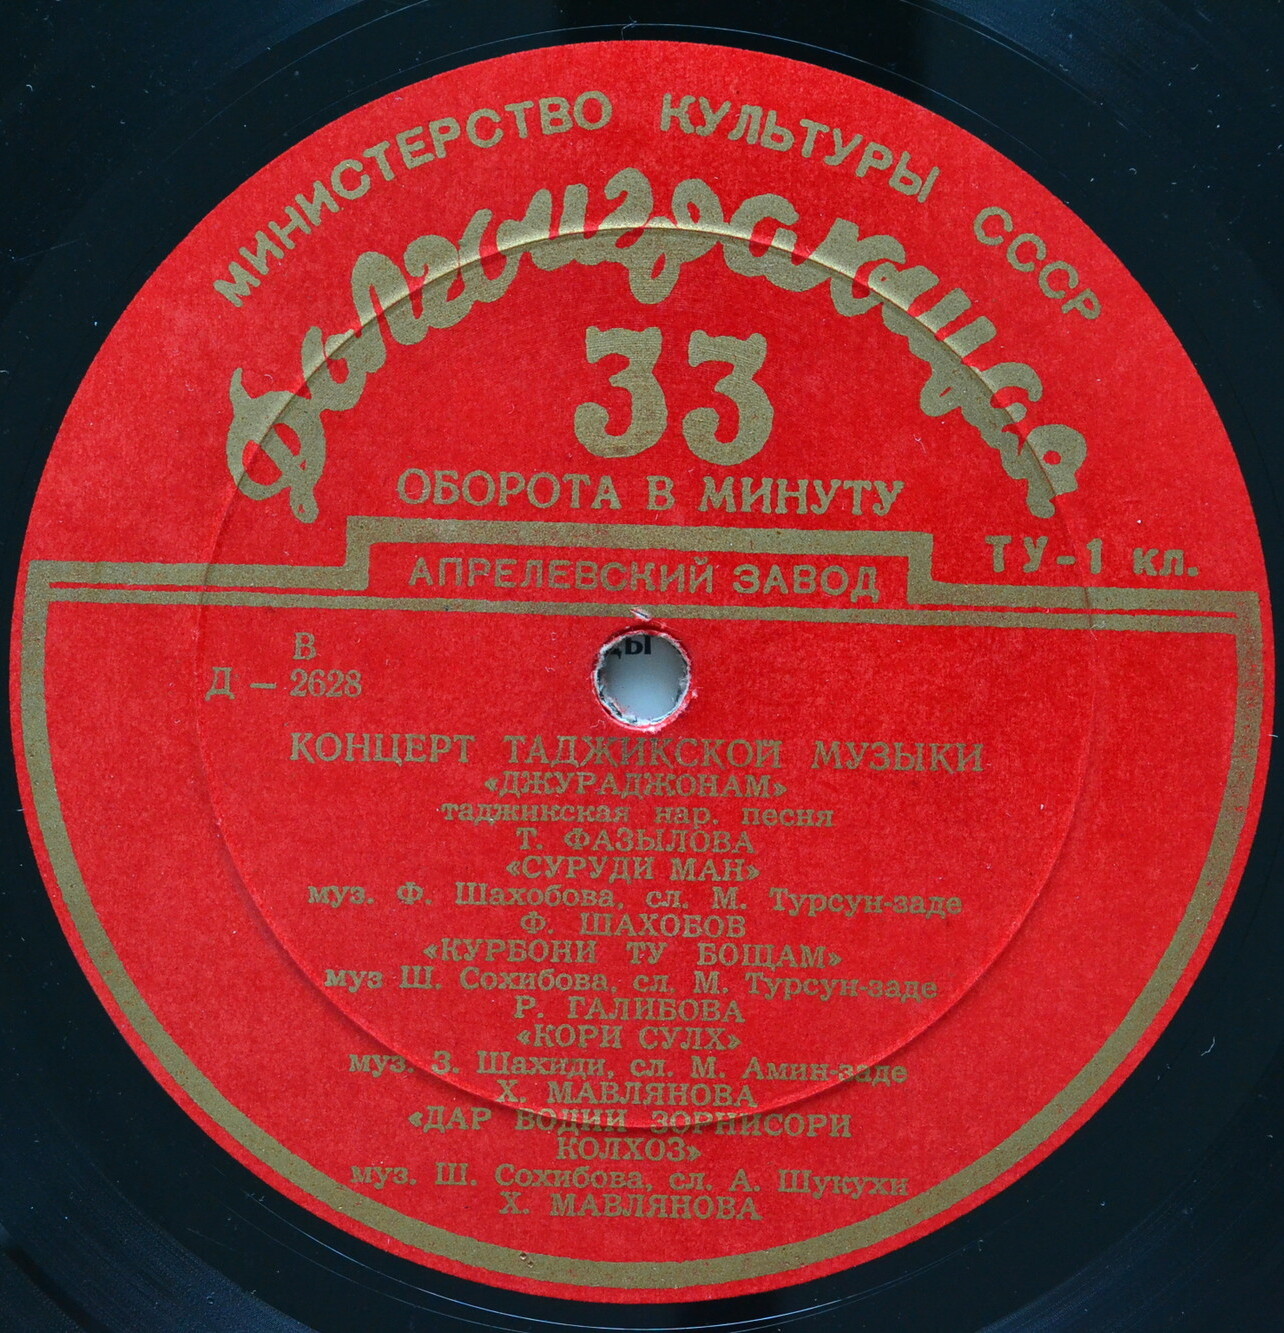 МИНИСТЕРСТВО КУЛЬТУРЫ СССР
Долгоиграющая
33
ОБОРОТА В МИНУТУ
ТУ-1 кл.
АПРЕЛЕВСКИЙ ЗАВОД
ЦЫ
В
Д — 2628
КОНЦЕРТ ТАДЖИКСКОЙ МУЗЫКИ
«ДЖУРАДЖОНАМ»
таджикская нар. песня
Т. ФАЗЫЛОВА
«СУРУДИ МАН»
муз. Ф. Шахобова, сл. М. Турсун-заде
Ф. ШАХОБОВ
«КУРБОНИ ТУ БОЩАМ»
муз Ш. Сохибова, сл. М. Турсун-заде
Р. ГАЛИБОВА
«КОРИ СУЛХ»
муз. З. Шахиди, сл. М. Амин-заде
Х. МАВЛЯНОВА
«ДАР ВОДИИ ЗОРНИСОРИ
КОЛХОЗ»
муз. Ш. Сохибова, сл. А. Шукухи
Х. МАВЛЯНОВА